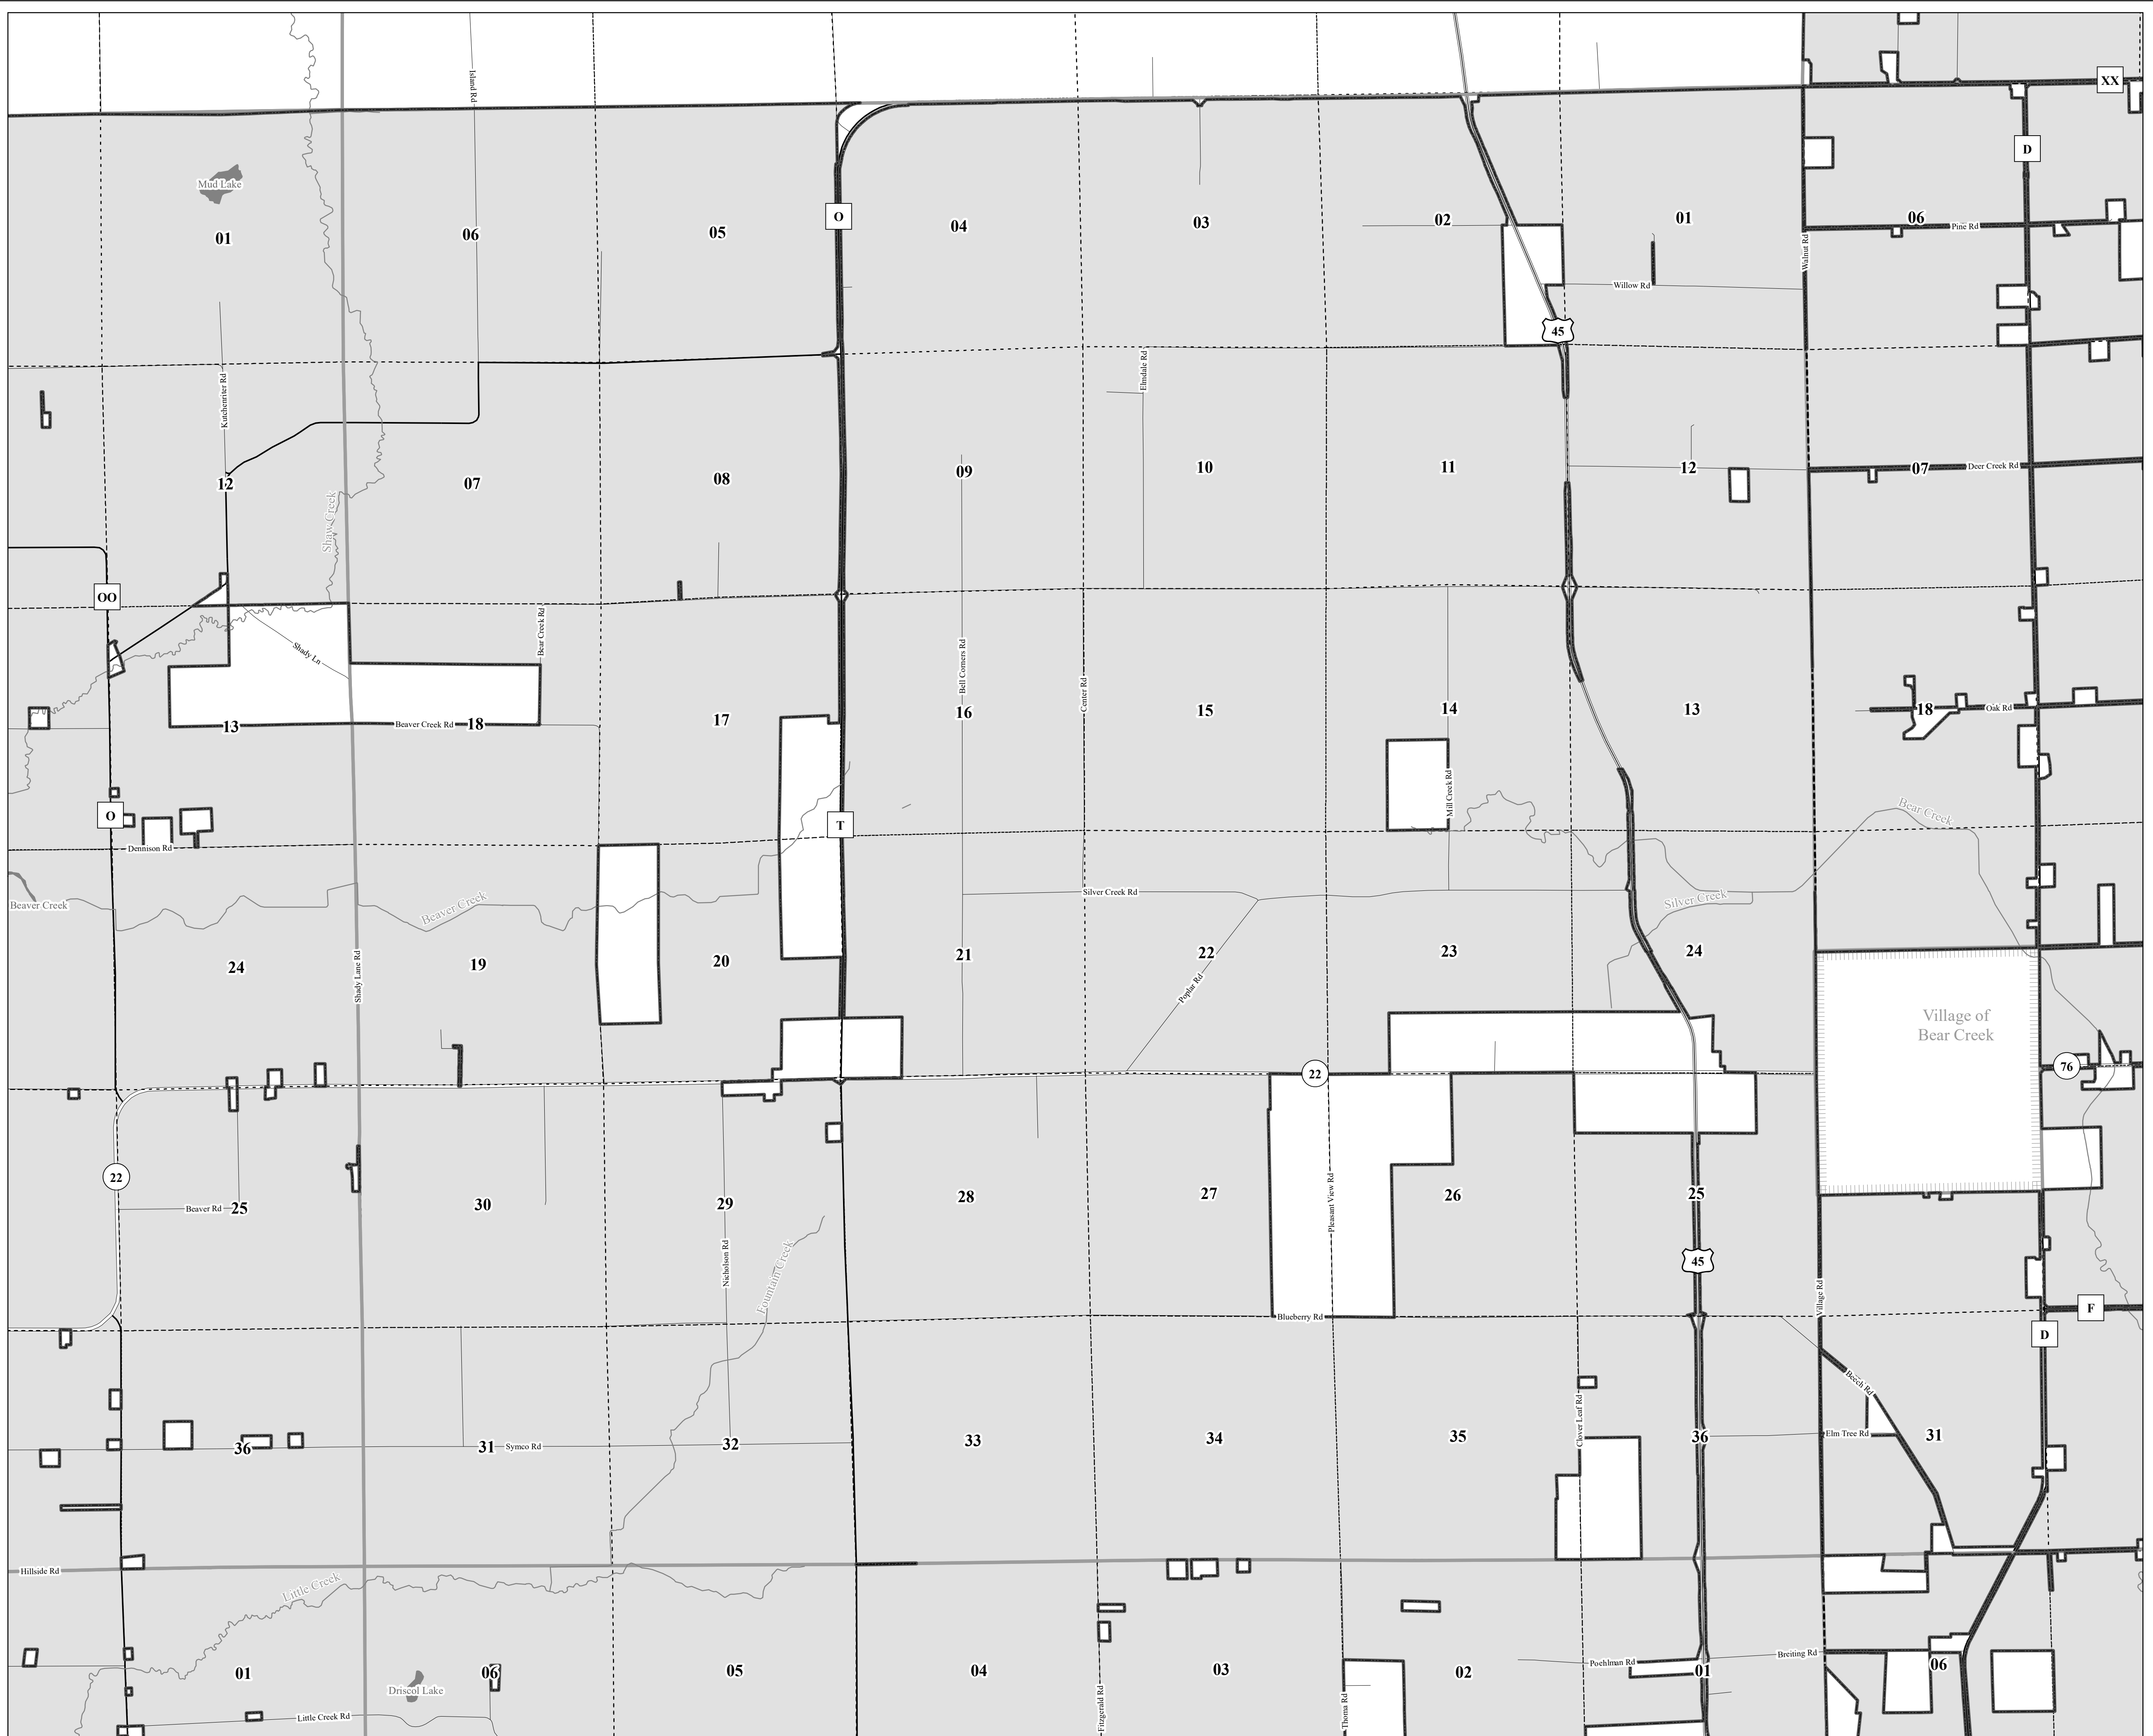 XX
Island Rd
D
Mud Lake
O
01
06
05
04
03
02
01
06
Pine Rd
Walnut Rd
Willow Rd
45
Kutchenriter Rd
Elmdale Rd
12
07
08
09
10
11
12
07
Deer Creek Rd
Shaw Creek
OO
Shady Ln
Bear Creek Rd
Bell Corners Rd
Center Rd
13
Beaver Creek Rd
18
17
16
15
14
13
18
Oak Rd
Mill Creek Rd
O
T
Bear Creek
Dennison Rd
Beaver Creek
Beaver Creek
Silver Creek Rd
Silver Creek
24
19
20
21
22
23
24
Shady Lane Rd
Poplar Rd
Village of
Bear Creek
22
76
22
Beaver Rd
25
30
29
28
27
26
25
Pleasant View Rd
Nicholson Rd
Fountain Creek
45
Village Rd
Blueberry Rd
F
D
Beech Rd
Clover Leaf Rd
36
31
Symco Rd
32
33
34
35
36
Elm Tree Rd
31
Hillside Rd
Little Creek
01
06
05
04
03
02
Poehlman Rd
01
Breiting Rd
06
Driscol Lake
Fitzgerald Rd
Thoma Rd
Little Creek Rd